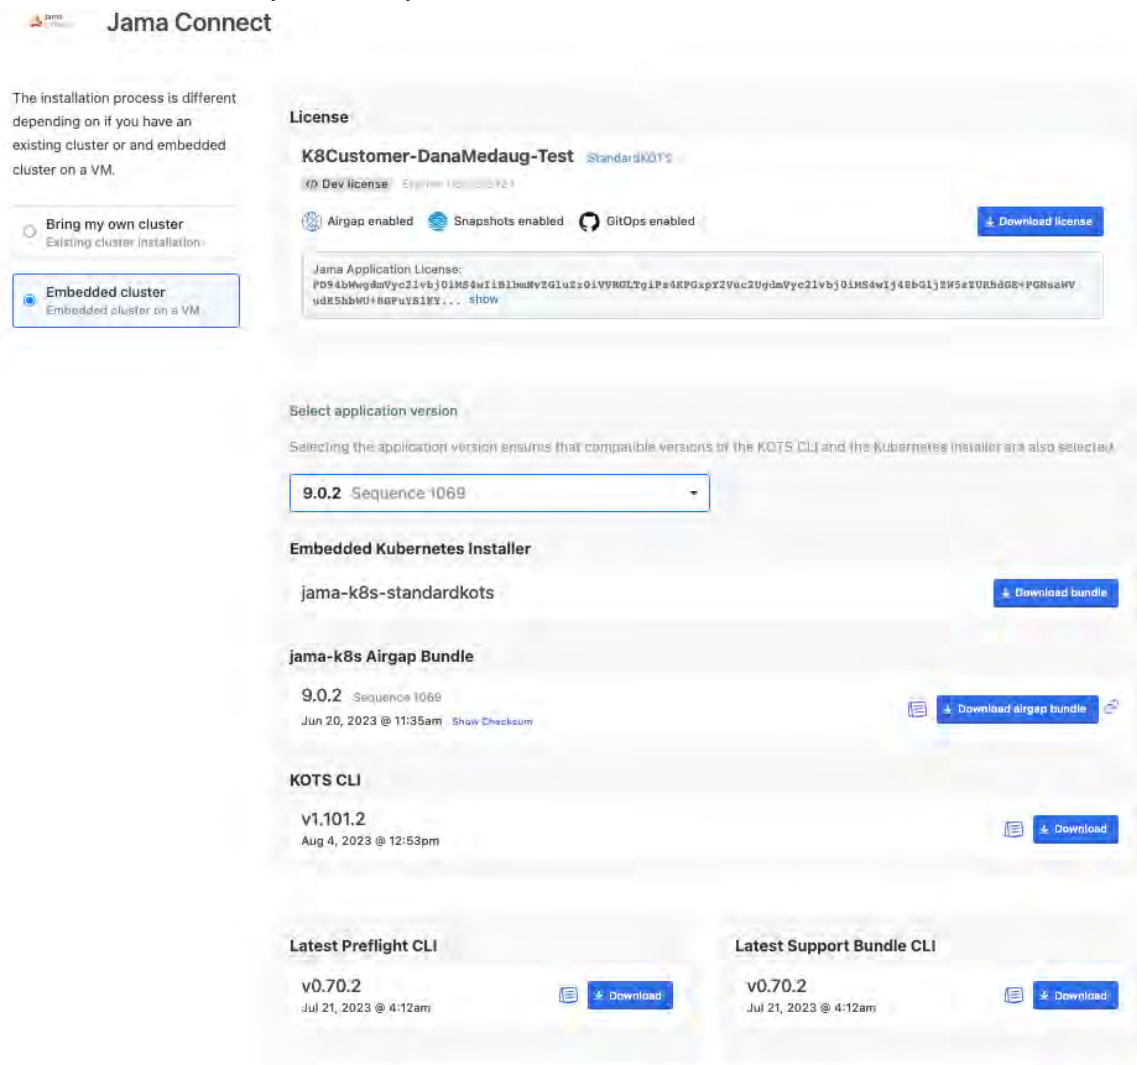 Jama Connect
The installation process is different
depending on if you have an
existing cluster or and embedded
cluster on a VM.
Bring my own cluster
Existing cluster installation
Embedded cluster
Embedded cluster on a VM
License
K8Customer-DanaMedaug-Test StandardKOTS
</> Dev license
Airgap enabled Snapshots enabled GitOps enabled
Download license
Jama Application License:
show
Select application version
Selecting the application version ensures that compatible versions of the KOTS CLI and the Kubernetes installer are also selected.
9.0.2 Sequence 1069
Embedded Kubernetes Installer
jama-k8s-standardkots
Download bundle
jama-k8s Airgap Bundle
9.0.2 Sequence 1069
Jun 20, 2023 @ 11:35am Show Checksum
Download airgap bundle
KOTS CLI
v1.101.2
Aug 4, 2023 @ 12:53pm
Download
Latest Preflight CLI
v0.70.2
Jul 21, 2023 @ 4:12am
Download
Latest Support Bundle CLI
v0.70.2
Jul 21, 2023 @ 4:12am
Download